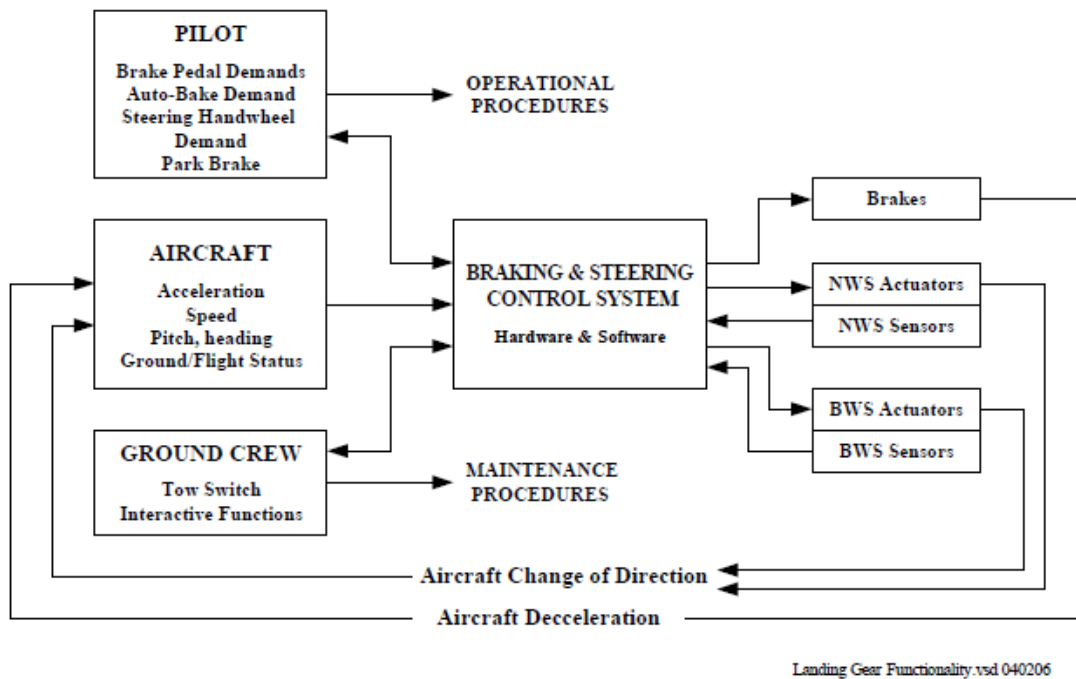 PILOT
Brake Pedal Demands
Auto-Bake Demand
Steering Handwheel
Demand
Park Brake
OPERATIONAL
PROCEDURES
AIRCRAFT
Acceleration
Speed
Pitch, heading
Ground/Flight Status
GROUND CREW
Tow Switch
Interactive Functions
MAINTENANCE
PROCEDURES
BRAKING & STEERING
CONTROL SYSTEM
Hardware & Software
Brakes
NWS Actuators
NWS Sensors
BWS Actuators
BWS Sensors
Aircraft Change of Direction
Aircraft Decceleration
Landing Gear Functionality.vsd 040206